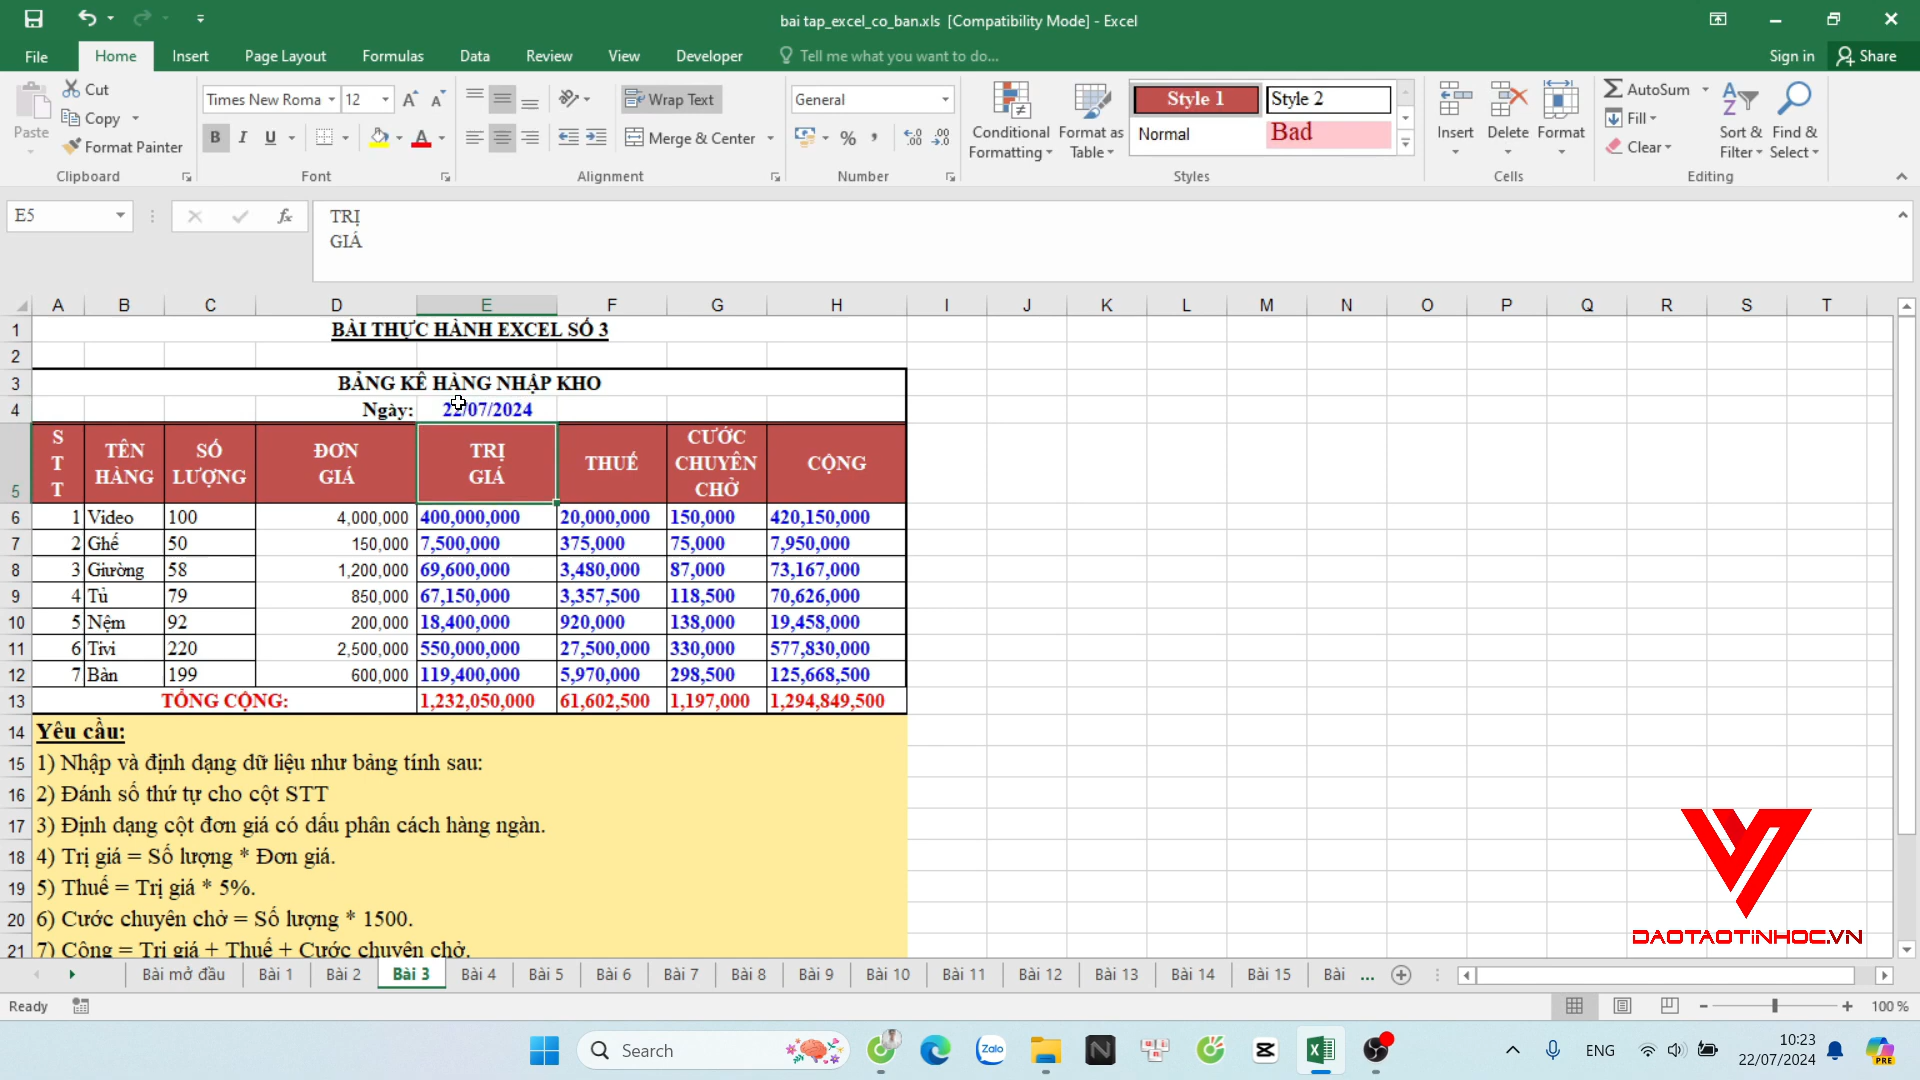 bai tap_excel_co_ban.xls [Compatibility Mode] - Excel
File Home Insert Page Layout Formulas Data Review View Developer Tell me what you want to do... Sign in Share
Paste Cut Copy Format Painter Clipboard
Times New Roma 12 B I U Font
Wrap Text Merge & Center Alignment
General % Number
Conditional Formatting Format as Table Style 1 Style 2 Normal Bad Styles
Insert Delete Format Cells
AutoSum Fill Clear Sort & Filter Find & Select Editing
E5 fx TRỊ
GIÁ
A B C D E F G H I J K L M N O P Q R S T
1 BÀI THỰC HÀNH EXCEL SỐ 3
2
3 BẢNG KÊ HÀNG NHẬP KHO
4 Ngày: 22/07/2024
5 STT TÊN HÀNG SỐ LƯỢNG ĐƠN GIÁ TRỊ GIÁ THUẾ CƯỚC CHUYÊN CHỞ CỘNG
6 1 Video 100 4,000,000 400,000,000 20,000,000 150,000 420,150,000
7 2 Ghế 50 150,000 7,500,000 375,000 75,000 7,950,000
8 3 Giường 58 1,200,000 69,600,000 3,480,000 87,000 73,167,000
9 4 Tủ 79 850,000 67,150,000 3,357,500 118,500 70,626,000
10 5 Nệm 92 200,000 18,400,000 920,000 138,000 19,458,000
11 6 Tivi 220 2,500,000 550,000,000 27,500,000 330,000 577,830,000
12 7 Bàn 199 600,000 119,400,000 5,970,000 298,500 125,668,500
13 TỔNG CỘNG: 1,232,050,000 61,602,500 1,197,000 1,294,849,500
14 Yêu cầu:
15 1) Nhập và định dạng dữ liệu như bảng tính sau:
16 2) Đánh số thứ tự cho cột STT
17 3) Định dạng cột đơn giá có dấu phân cách hàng ngàn.
18 4) Trị giá = Số lượng * Đơn giá.
19 5) Thuế = Trị giá * 5%.
20 6) Cước chuyên chở = Số lượng * 1500.
21 7) Cộng = Trị giá + Thuế + Cước chuyên chở.
DAOTAOTINHOC.VN
Bài mở đầu Bài 1 Bài 2 Bài 3 Bài 4 Bài 5 Bài 6 Bài 7 Bài 8 Bài 9 Bài 10 Bài 11 Bài 12 Bài 13 Bài 14 Bài 15 Bài ...
Ready 100 %
Search Zalo ENG 10:23
22/07/2024 PRE